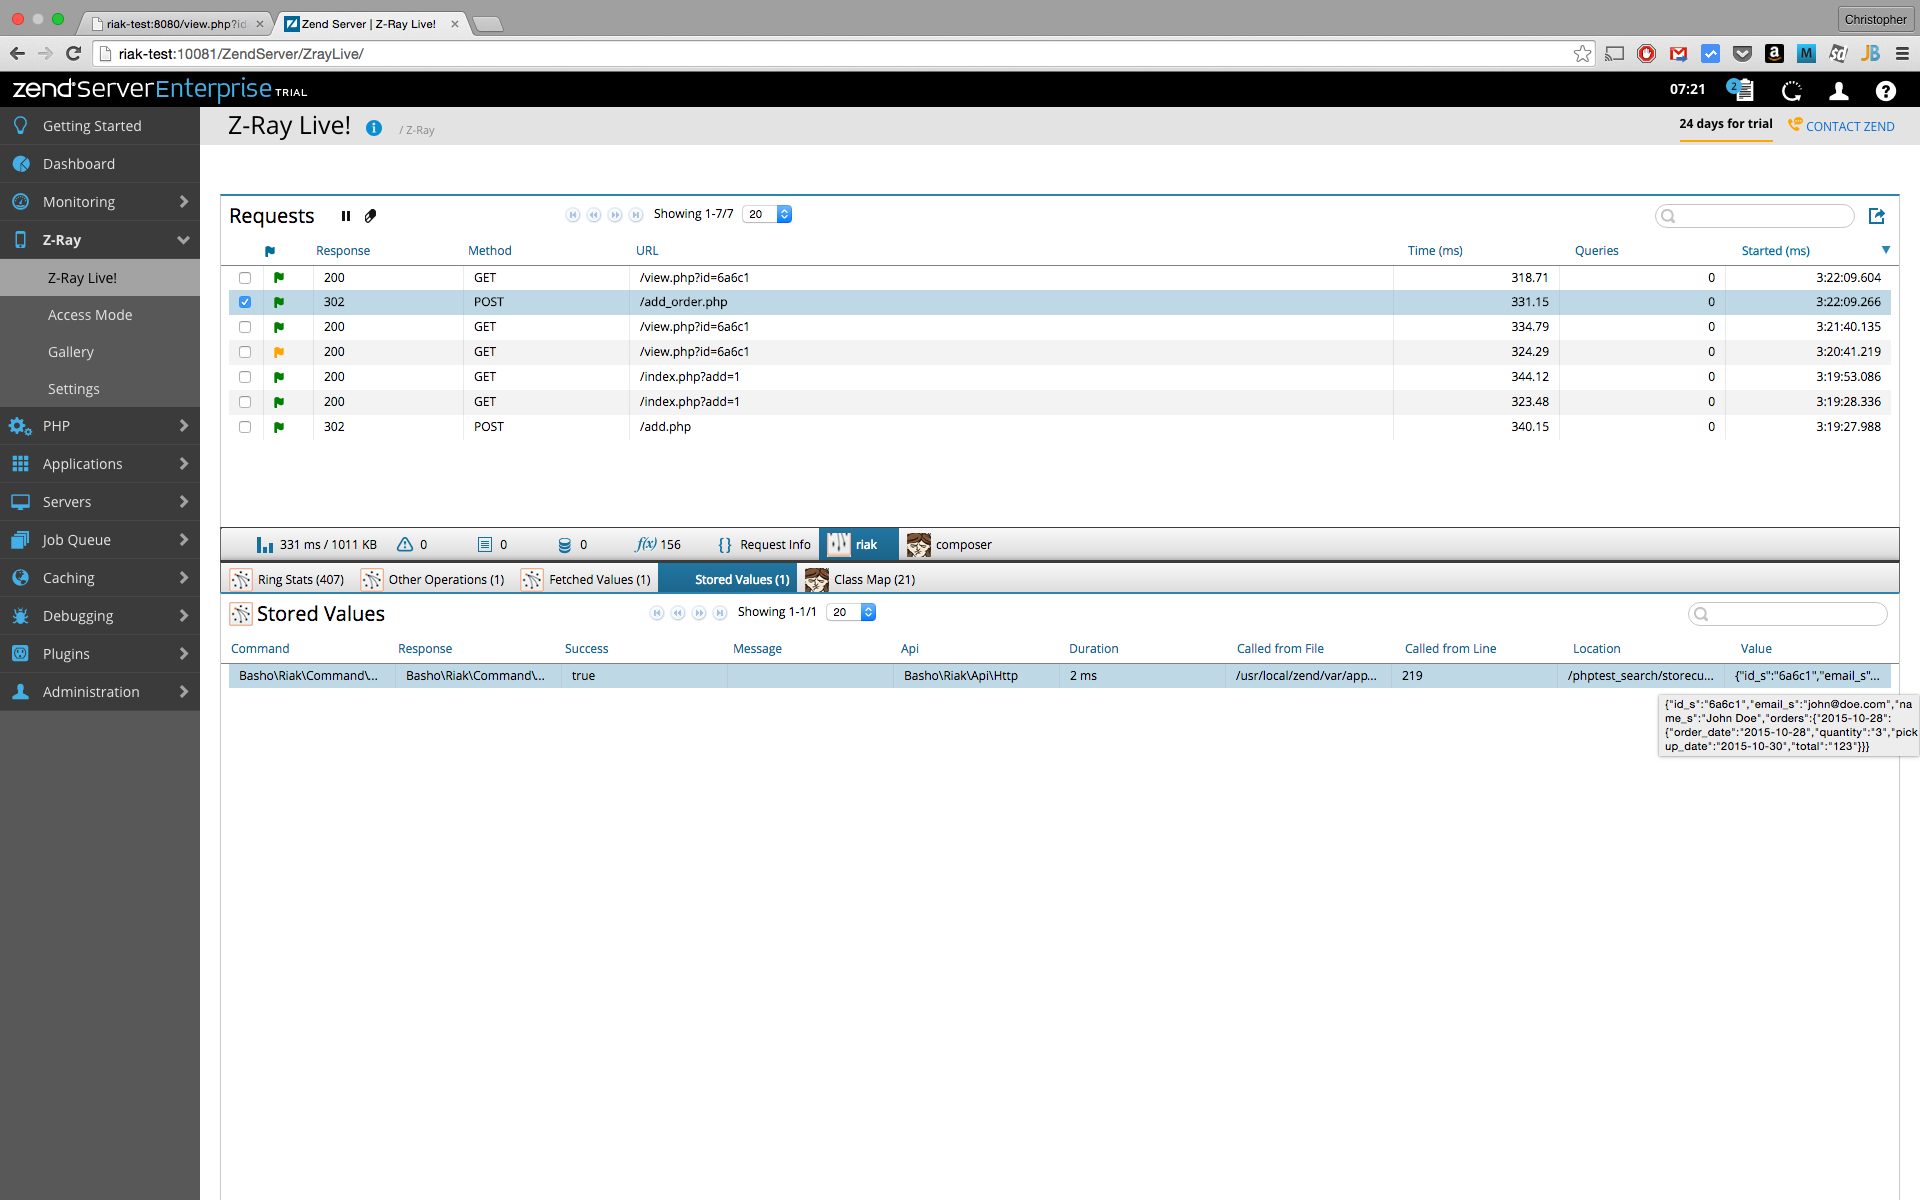 riak-test:8080/view.php?id
Zend Server | Z-Ray Live!
Christopher
riak-test:10081/ZendServer/ZrayLive/
zend ServerEnterprise TRIAL
07:21
2
Getting Started
Dashboard
Monitoring
Z-Ray
Z-Ray Live!
Access Mode
Gallery
Settings
PHP
Applications
Servers
Job Queue
Caching
Debugging
Plugins
Administration
Z-Ray Live! / Z-Ray
24 days for trial
CONTACT ZEND
Requests
Showing 1-7/7 20
Response Method URL Time (ms) Queries Started (ms)
200 GET /view.php?id=6a6c1 318.71 0 3:22:09.604
302 POST /add_order.php 331.15 0 3:22:09.266
200 GET /view.php?id=6a6c1 334.79 0 3:21:40.135
200 GET /view.php?id=6a6c1 324.29 0 3:20:41.219
200 GET /index.php?add=1 344.12 0 3:19:53.086
200 GET /index.php?add=1 323.48 0 3:19:28.336
302 POST /add.php 340.15 0 3:19:27.988
331 ms / 1011 KB 0 0 0 f(x) 156 {} Request Info riak composer
Ring Stats (407) Other Operations (1) Fetched Values (1) Stored Values (1) Class Map (21)
Stored Values
Showing 1-1/1 20
Command Response Success Message Api Duration Called from File Called from Line Location Value
Basho\Riak\Command\... Basho\Riak\Command\... true Basho\Riak\Api\Http 2 ms /usr/local/zend/var/app... 219 /phptest_search/storecu... {"id_s":"6a6c1","email_s"...
{"id_s":"6a6c1","email_s":"john@doe.com","na
me_s":"John Doe","orders":{"2015-10-28":
{"order_date":"2015-10-28","quantity":"3","pick
up_date":"2015-10-30","total":"123"}}}